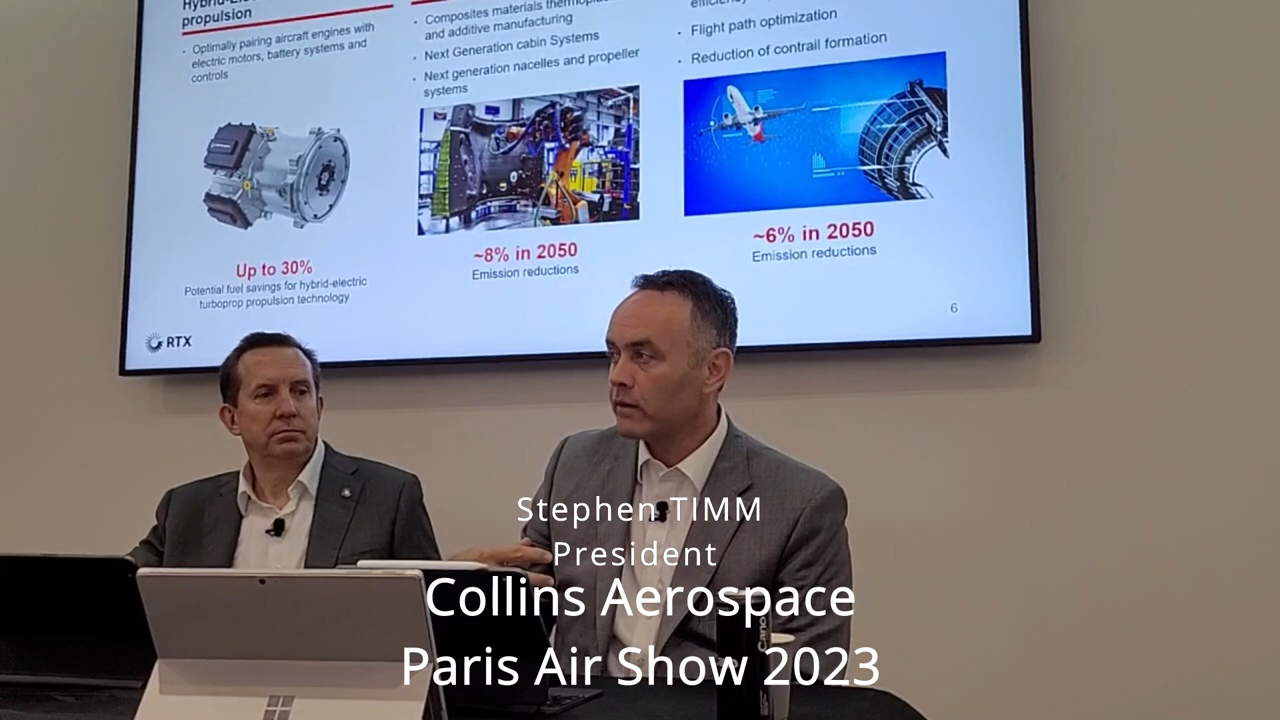 propulsion
• Optimally pairing aircraft engines with
electric motors, battery systems and
controls
Up to 30%
Potential fuel savings for hybrid-electric
turboprop propulsion technology
• Composites materials
and additive manufacturing
• Next Generation cabin Systems
• Next generation nacelles and propeller
systems
~8% in 2050
Emission reductions
• Flight path optimization
• Reduction of contrail formation
~6% in 2050
Emission reductions
6
RTX
Stephen TIMM
President
Collins Aerospace
Paris Air Show 2023